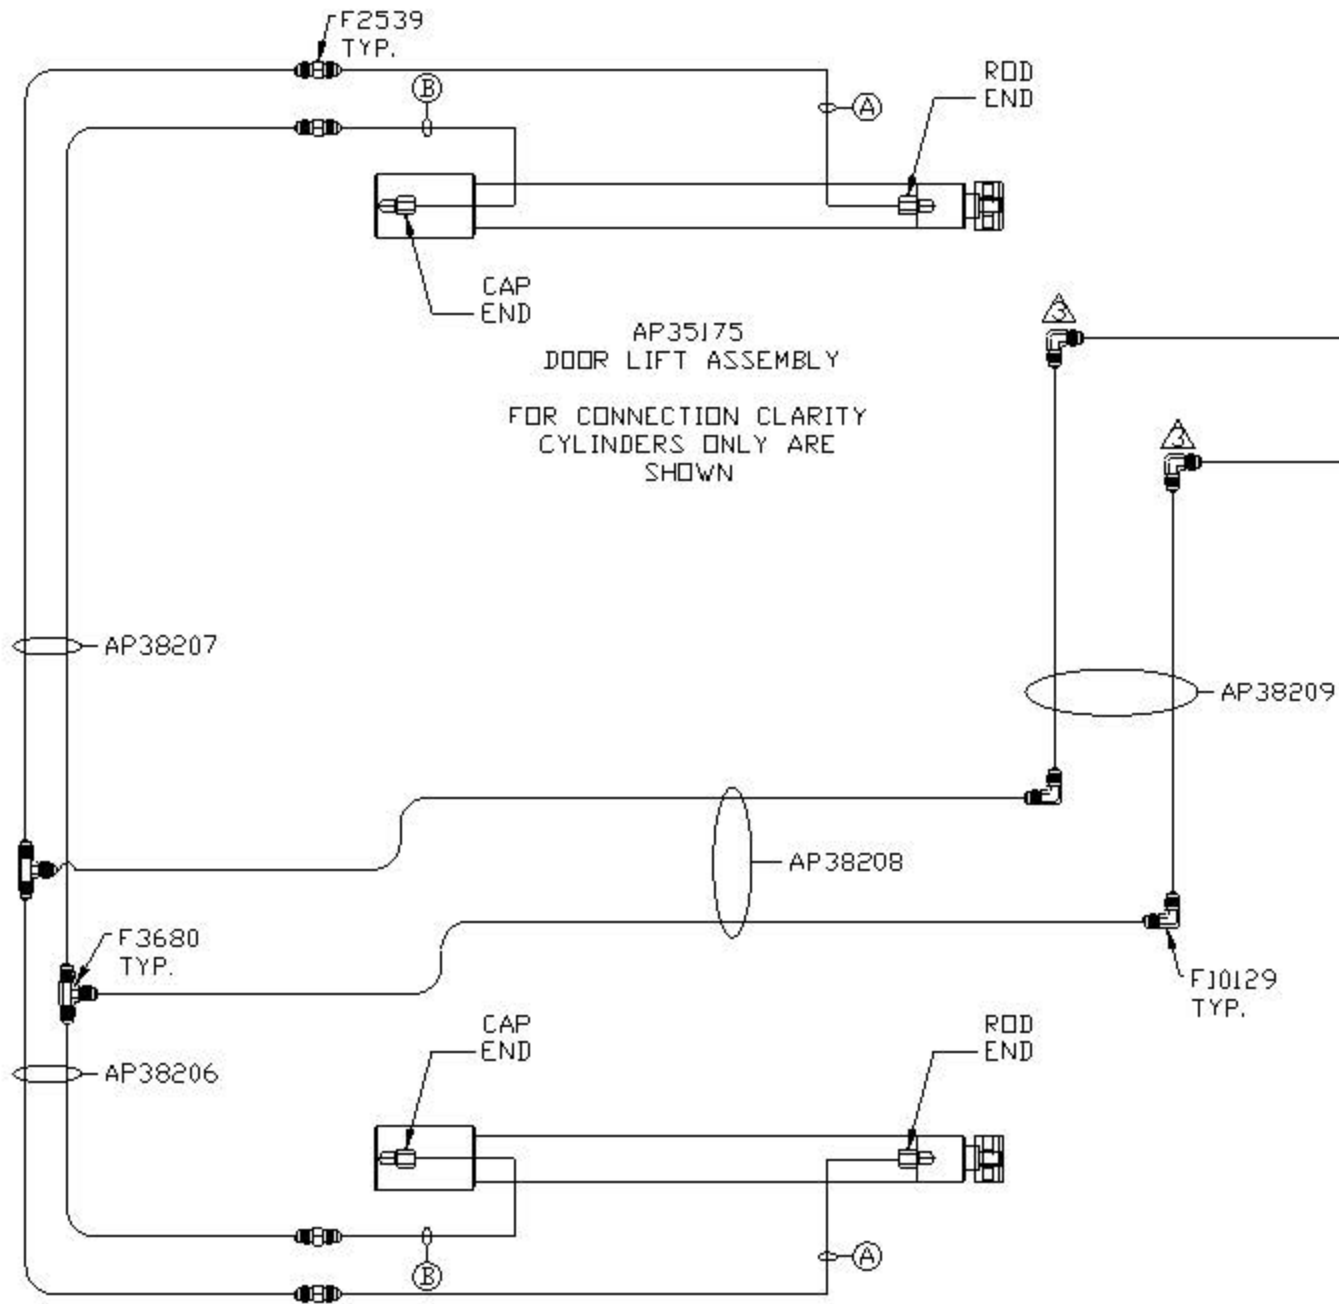 F2539
TYP.
B
A
ROD
END
CAP
END
AP35175
DOOR LIFT ASSEMBLY
FOR CONNECTION CLARITY
CYLINDERS ONLY ARE
SHOWN
3
3
AP38207
AP38209
AP38208
F3680
TYP.
F10129
TYP.
AP38206
CAP
END
ROD
END
B
A